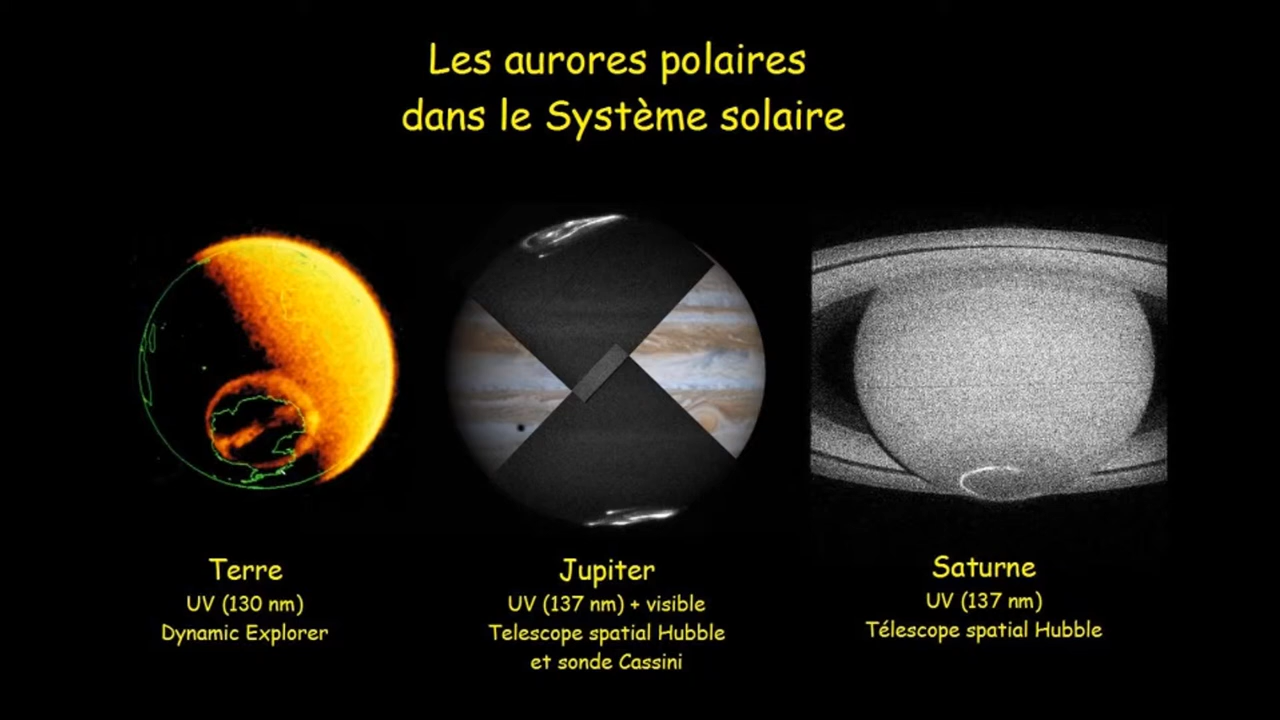 Les aurores polaires
dans le Système solaire
Terre
UV (130 nm)
Dynamic Explorer
Jupiter
UV (137 nm) + visible
Telescope spatial Hubble
et sonde Cassini
Saturne
UV (137 nm)
Télescope spatial Hubble